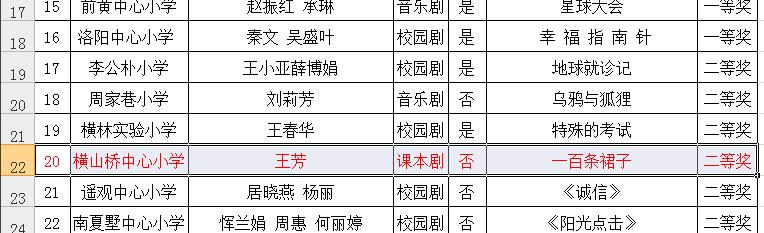 17 15 前黄中心小学 赵振红 承琳 音乐剧 是 星球大会 一等奖
18 16 洛阳中心小学 秦文 吴盛叶 校园剧 是 幸 福 指 南 针 一等奖
19 17 李公朴小学 王小亚薛博娟 校园剧 是 地球就诊记 二等奖
20 18 周家巷小学 刘莉芳 音乐剧 否 乌鸦与狐狸 二等奖
21 19 横林实验小学 王春华 校园剧 是 特殊的考试 二等奖
22 20 横山桥中心小学 王芳 课本剧 否 一百条裙子 二等奖
23 21 遥观中心小学 居晓燕 杨丽 校园剧 否 《诚信》 二等奖
24 22 南夏墅中心小学 恽兰娟 周惠 何丽婷 校园剧 否 《阳光点击》 二等奖